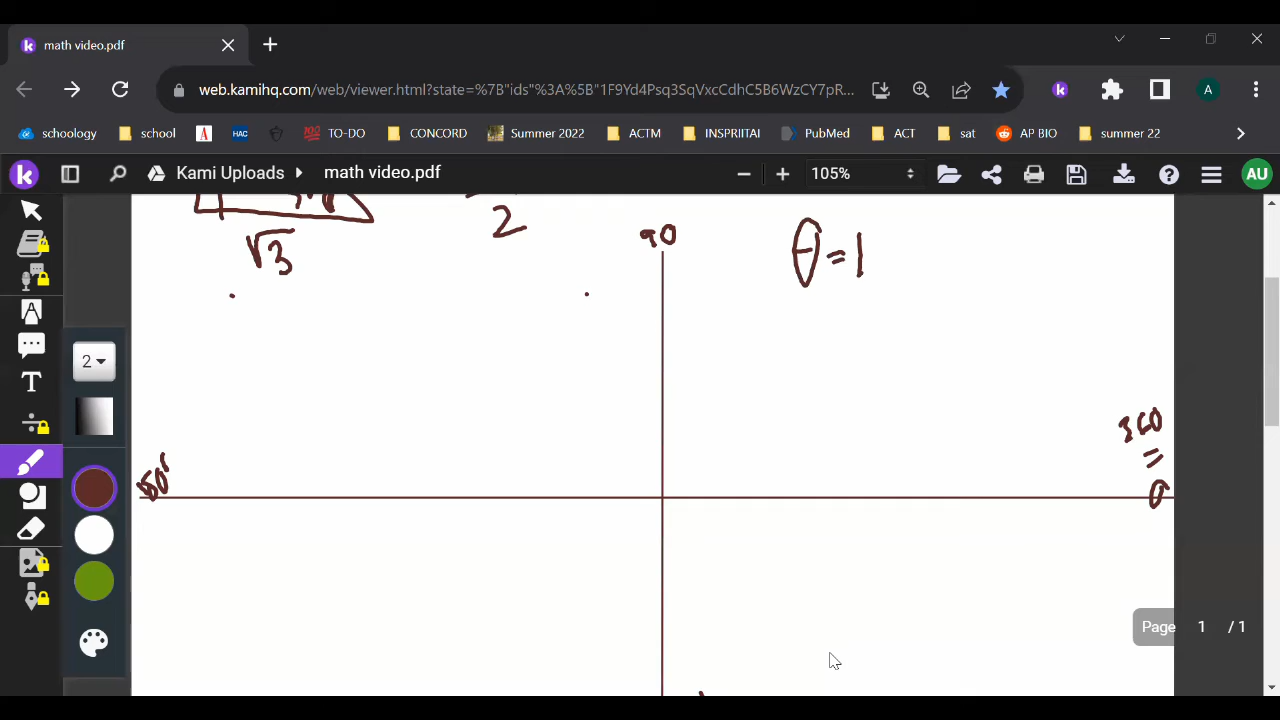 math video.pdf
web.kamihq.com/web/viewer.html?state=%7B"ids"%3A%5B"1F9Yd4Psq3SqVxcCdhC5B6WzCY7pR...
A
schoology
school
HAC
TO-DO
CONCORD
Summer 2022
ACTM
INSPRITAI
PubMed
ACT
sat
AP BIO
summer 22
Kami Uploads
math video.pdf
105%
AU
2
√3
2
90
θ=1
360
=
0
2
T
Page 1 / 1